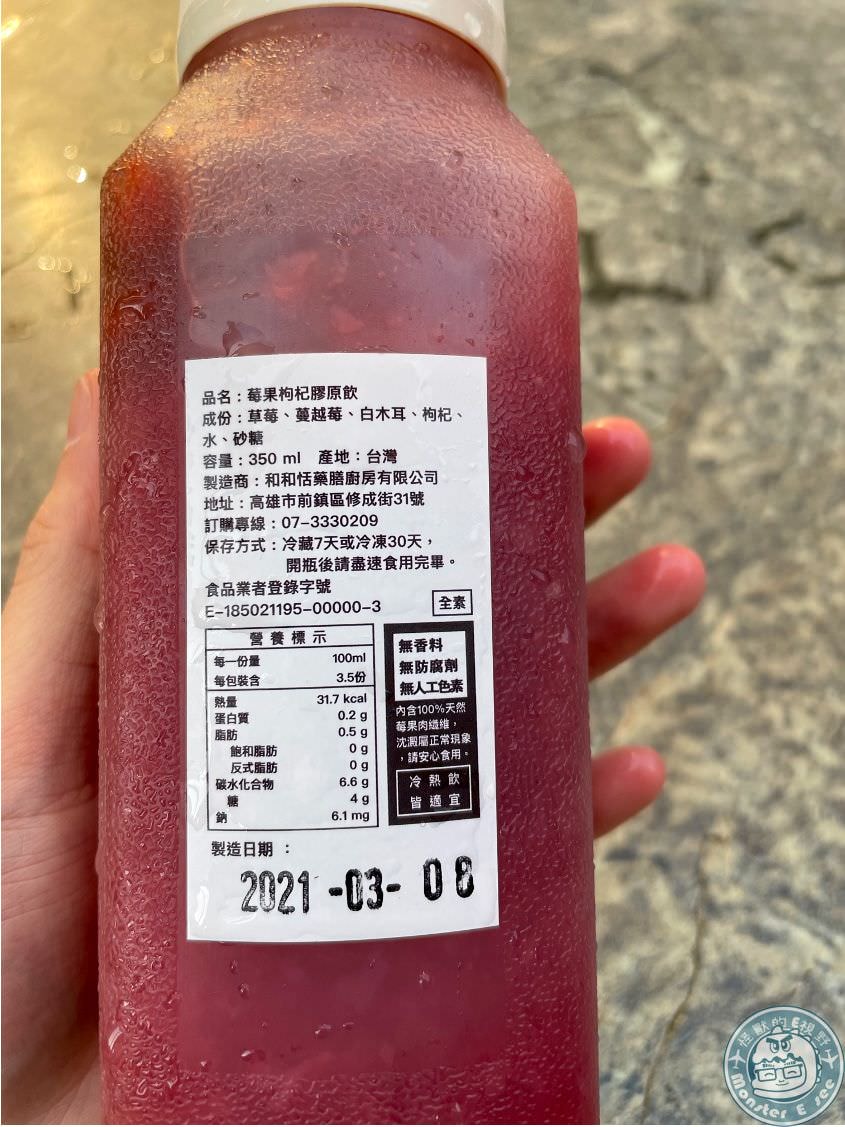 品名：莓果枸杞膠原飲
成份：草莓、蔓越莓、白木耳、枸杞、
水、砂糖
容量：350 ml 產地：台灣
製造商：和和恬藥膳廚房有限公司
地址：高雄市前鎮區修成街31號
訂購專線：07-3330209
保存方式：冷藏7天或冷凍30天，
開瓶後請盡速食用完畢。
食品業者登錄字號
E-185021195-00000-3
全素
營養標示
每一份量 100ml
每包裝含 3.5份
熱量 31.7 kcal
蛋白質 0.2 g
脂肪 0.5 g
飽和脂肪 0 g
反式脂肪 0 g
碳水化合物 6.6 g
糖 4 g
鈉 6.1 mg
無香料
無防腐劑
無人工色素
內含100%天然
莓果肉纖維，
沈澱屬正常現象
，請安心食用。
冷熱飲
皆適宜
製造日期：
2021-03-08
怪獸的E視野
Monster E see